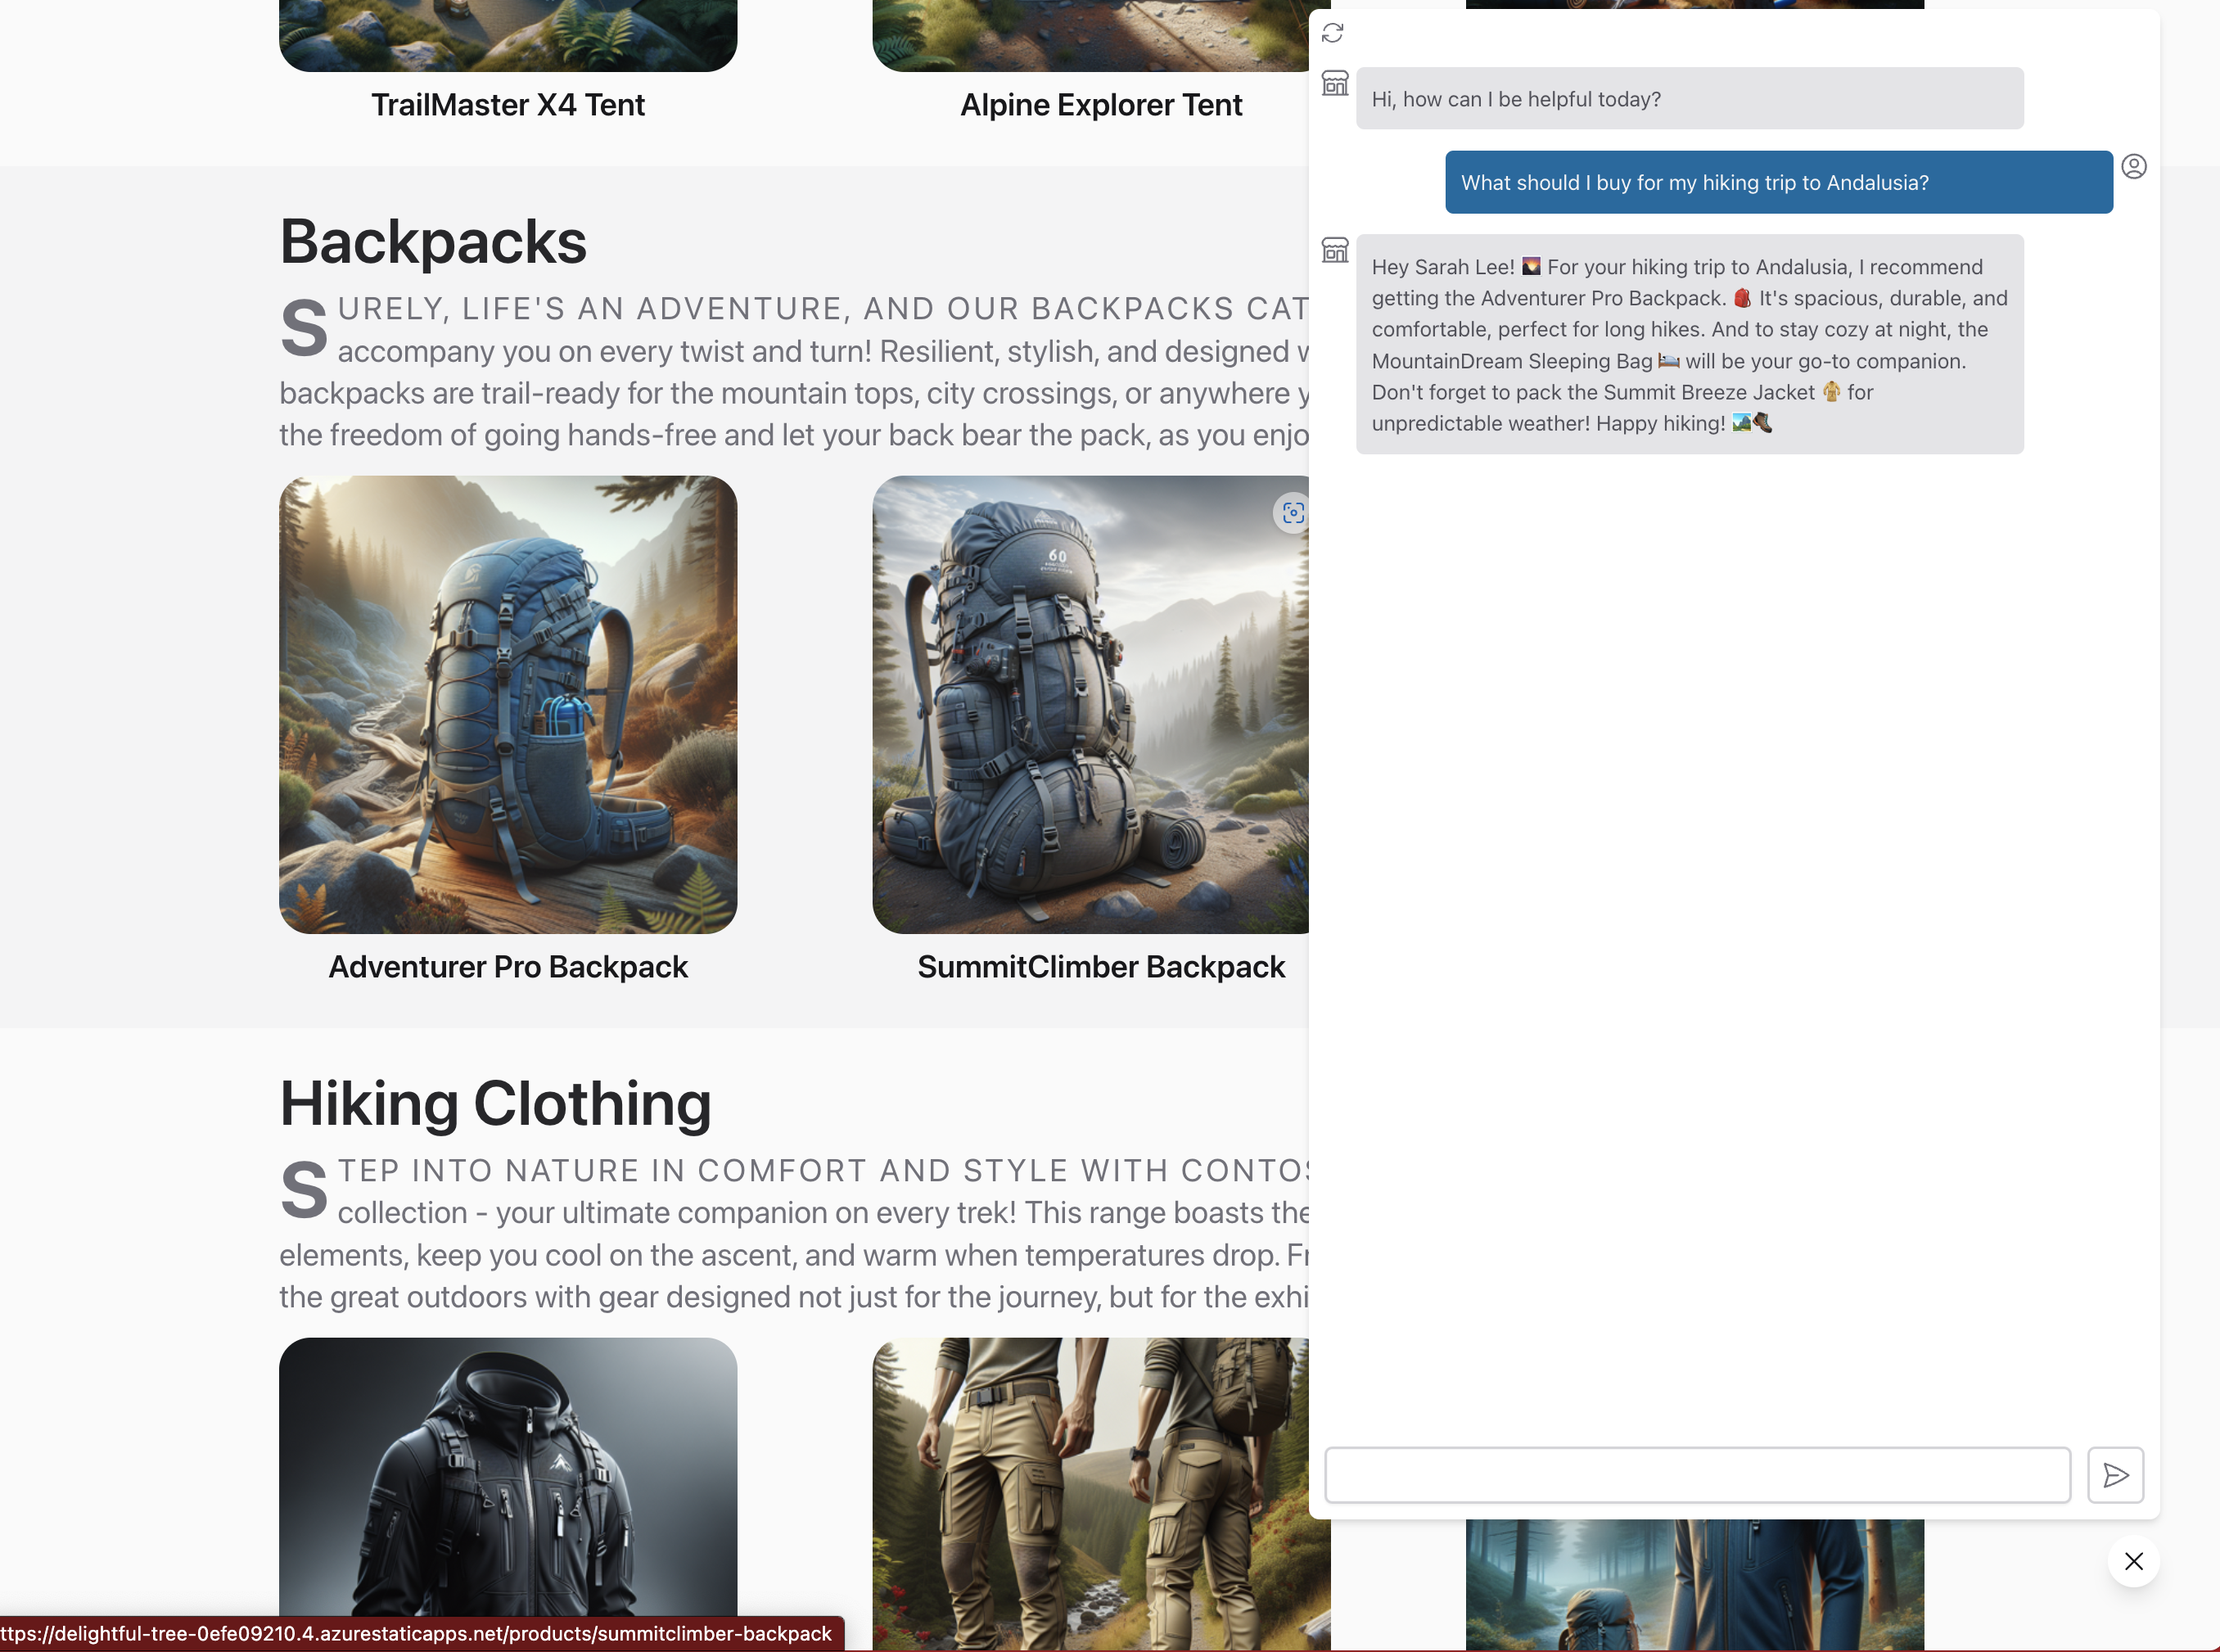 TrailMaster X4 Tent
Alpine Explorer Tent
Backpacks
SURELY, LIFE'S AN ADVENTURE, AND OUR BACKPACKS CAT
accompany you on every twist and turn! Resilient, stylish, and designed w
backpacks are trail-ready for the mountain tops, city crossings, or anywhere y
the freedom of going hands-free and let your back bear the pack, as you enjo
60
Adventurer Pro Backpack
SummitClimber Backpack
Hiking Clothing
STEP INTO NATURE IN COMFORT AND STYLE WITH CONTOS
collection - your ultimate companion on every trek! This range boasts the
elements, keep you cool on the ascent, and warm when temperatures drop. Fr
the great outdoors with gear designed not just for the journey, but for the exhi
ttps://delightful-tree-0efe09210.4.azurestaticapps.net/products/summitclimber-backpack
Hi, how can I be helpful today?
What should I buy for my hiking trip to Andalusia?
Hey Sarah Lee! 🌄 For your hiking trip to Andalusia, I recommend
getting the Adventurer Pro Backpack. 🎒 It's spacious, durable, and
comfortable, perfect for long hikes. And to stay cozy at night, the
MountainDream Sleeping Bag 🛌 will be your go-to companion.
Don't forget to pack the Summit Breeze Jacket 🧥 for
unpredictable weather! Happy hiking! 🏞️🥾